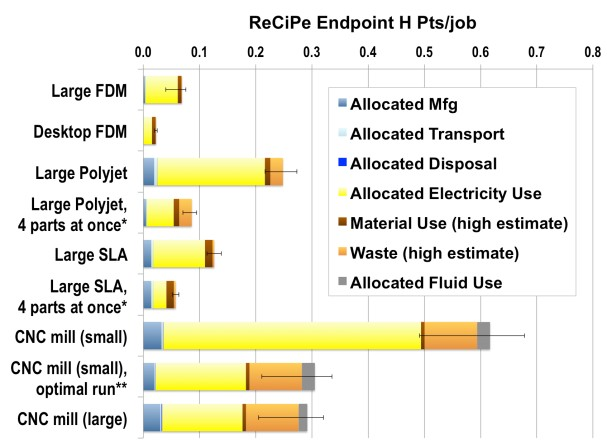 ReCiPe Endpoint H Pts/job
0.0 0.1 0.2 0.3 0.4 0.5 0.6 0.7 0.8
Large FDM
Desktop FDM
Large Polyjet
Large Polyjet,
4 parts at once*
Large SLA
Large SLA,
4 parts at once*
CNC mill (small)
CNC mill (small),
optimal run**
CNC mill (large)
Allocated Mfg
Allocated Transport
Allocated Disposal
Allocated Electricity Use
Material Use (high estimate)
Waste (high estimate)
Allocated Fluid Use